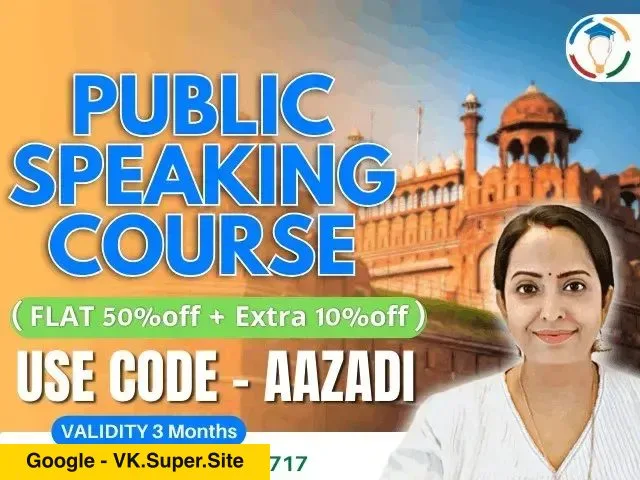 PUBLIC
SPEAKING
COURSE
( FLAT 50%off + Extra 10%off )
USE CODE - AAZADI
VALIDITY 3 Months
Google - VK.Super.Site
717